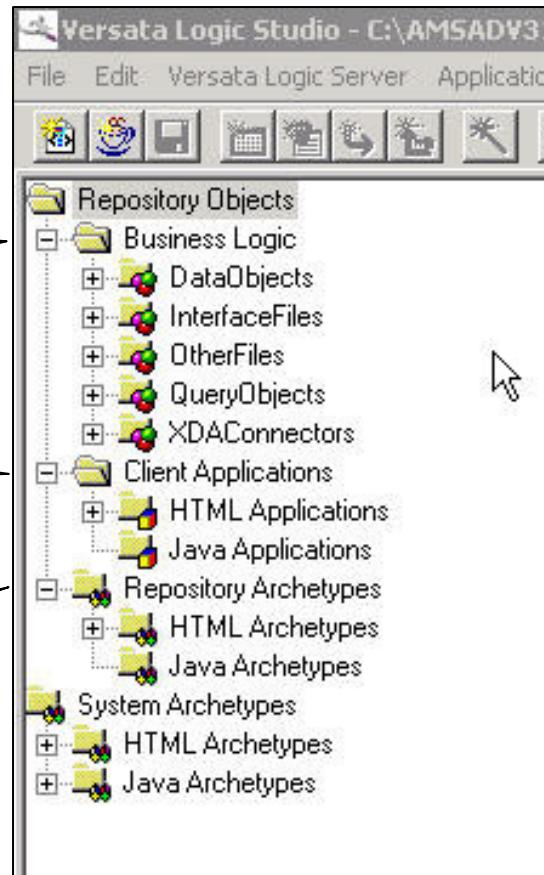 Versata Logic Studio - C:\AMSADV3
File Edit Versata Logic Server Applicatio
Repository Objects
Business Logic
DataObjects
InterfaceFiles
OtherFiles
QueryObjects
XDAConnectors
Client Applications
HTML Applications
Java Applications
Repository Archetypes
HTML Archetypes
Java Archetypes
System Archetypes
HTML Archetypes
Java Archetypes